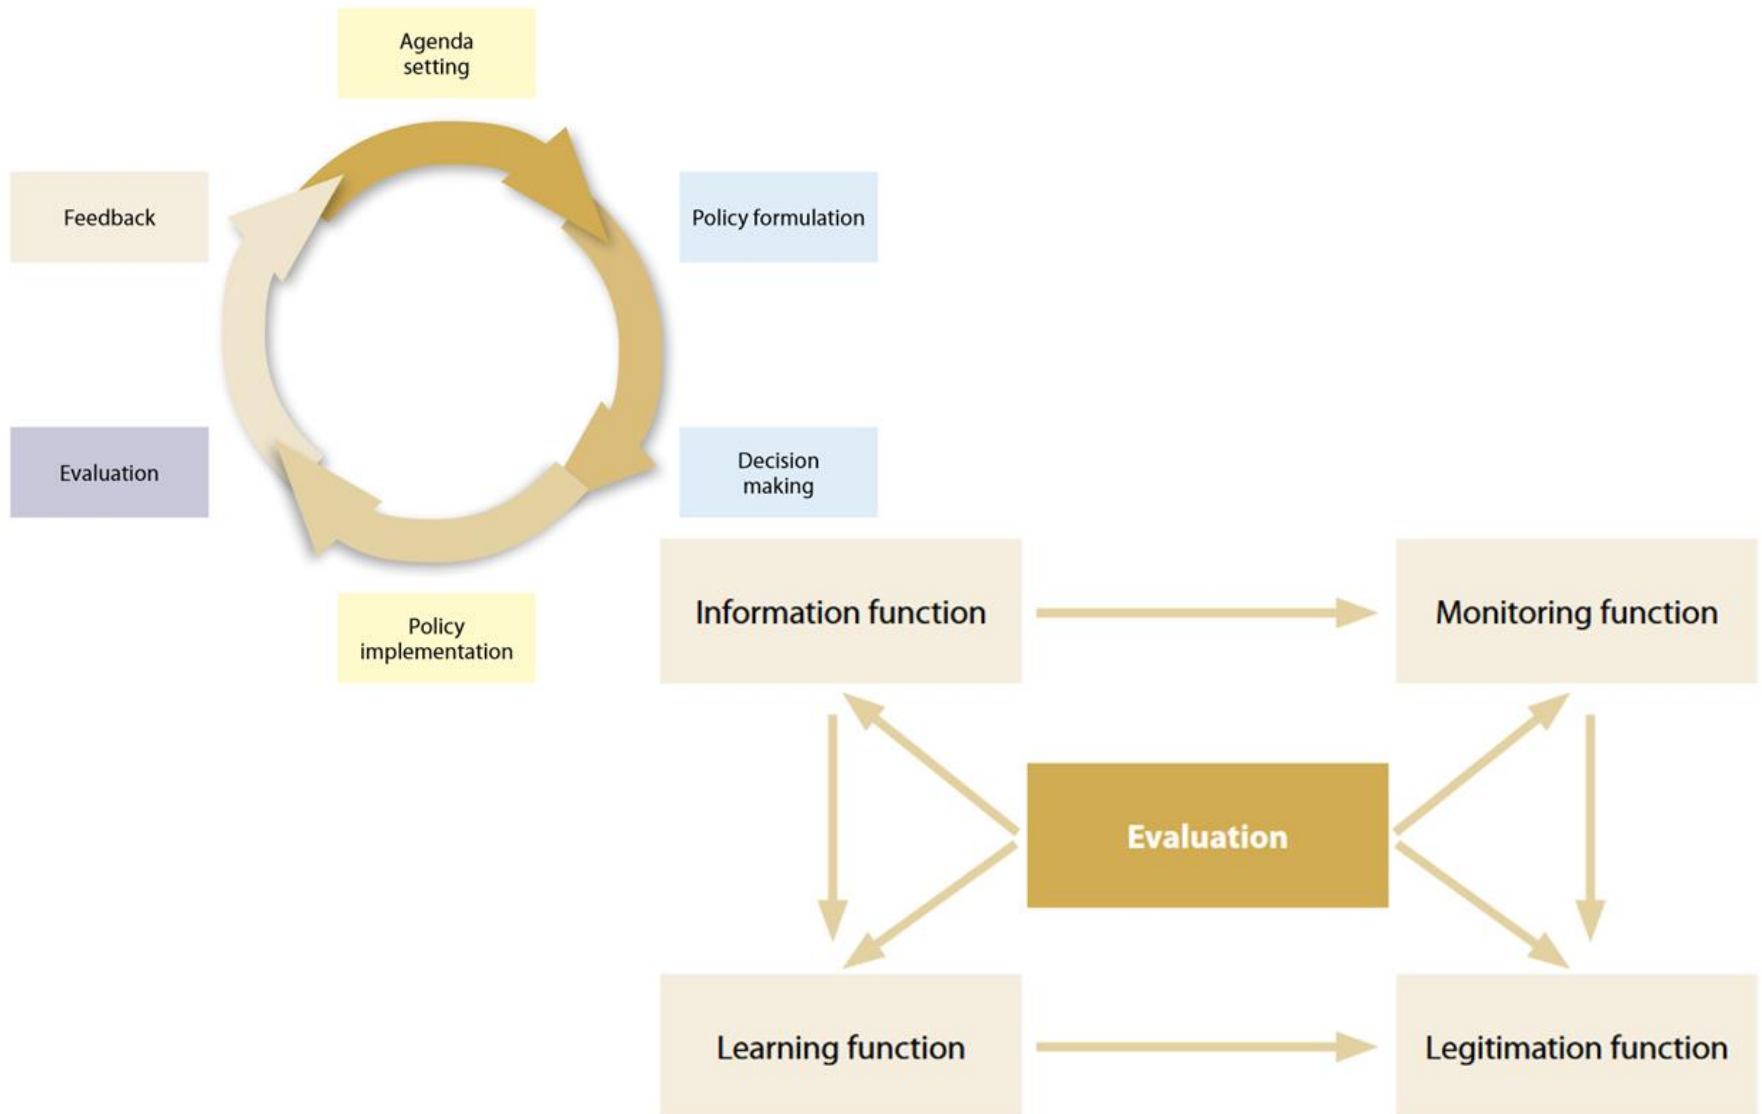 Agenda
setting
Feedback
Policy formulation
Evaluation
Decision
making
Policy
implementation
Information function
Monitoring function
Evaluation
Learning function
Legitimation function